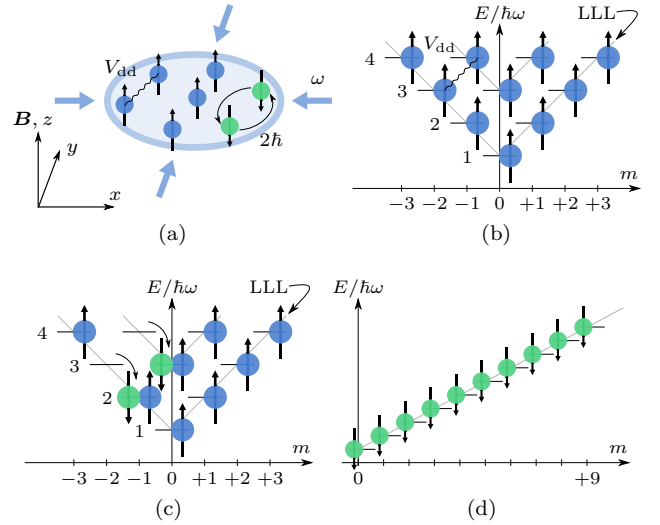 V_dd
ω
2ħ
B, z
y
x
(a)
E/ħω
LLL
V_dd
4
3
2
1
m
−3 −2 −1 0 +1 +2 +3
(b)
E/ħω
LLL
4
3
2
1
m
−3 −2 −1 0 +1 +2 +3
(c)
E/ħω
m
0 +9
(d)